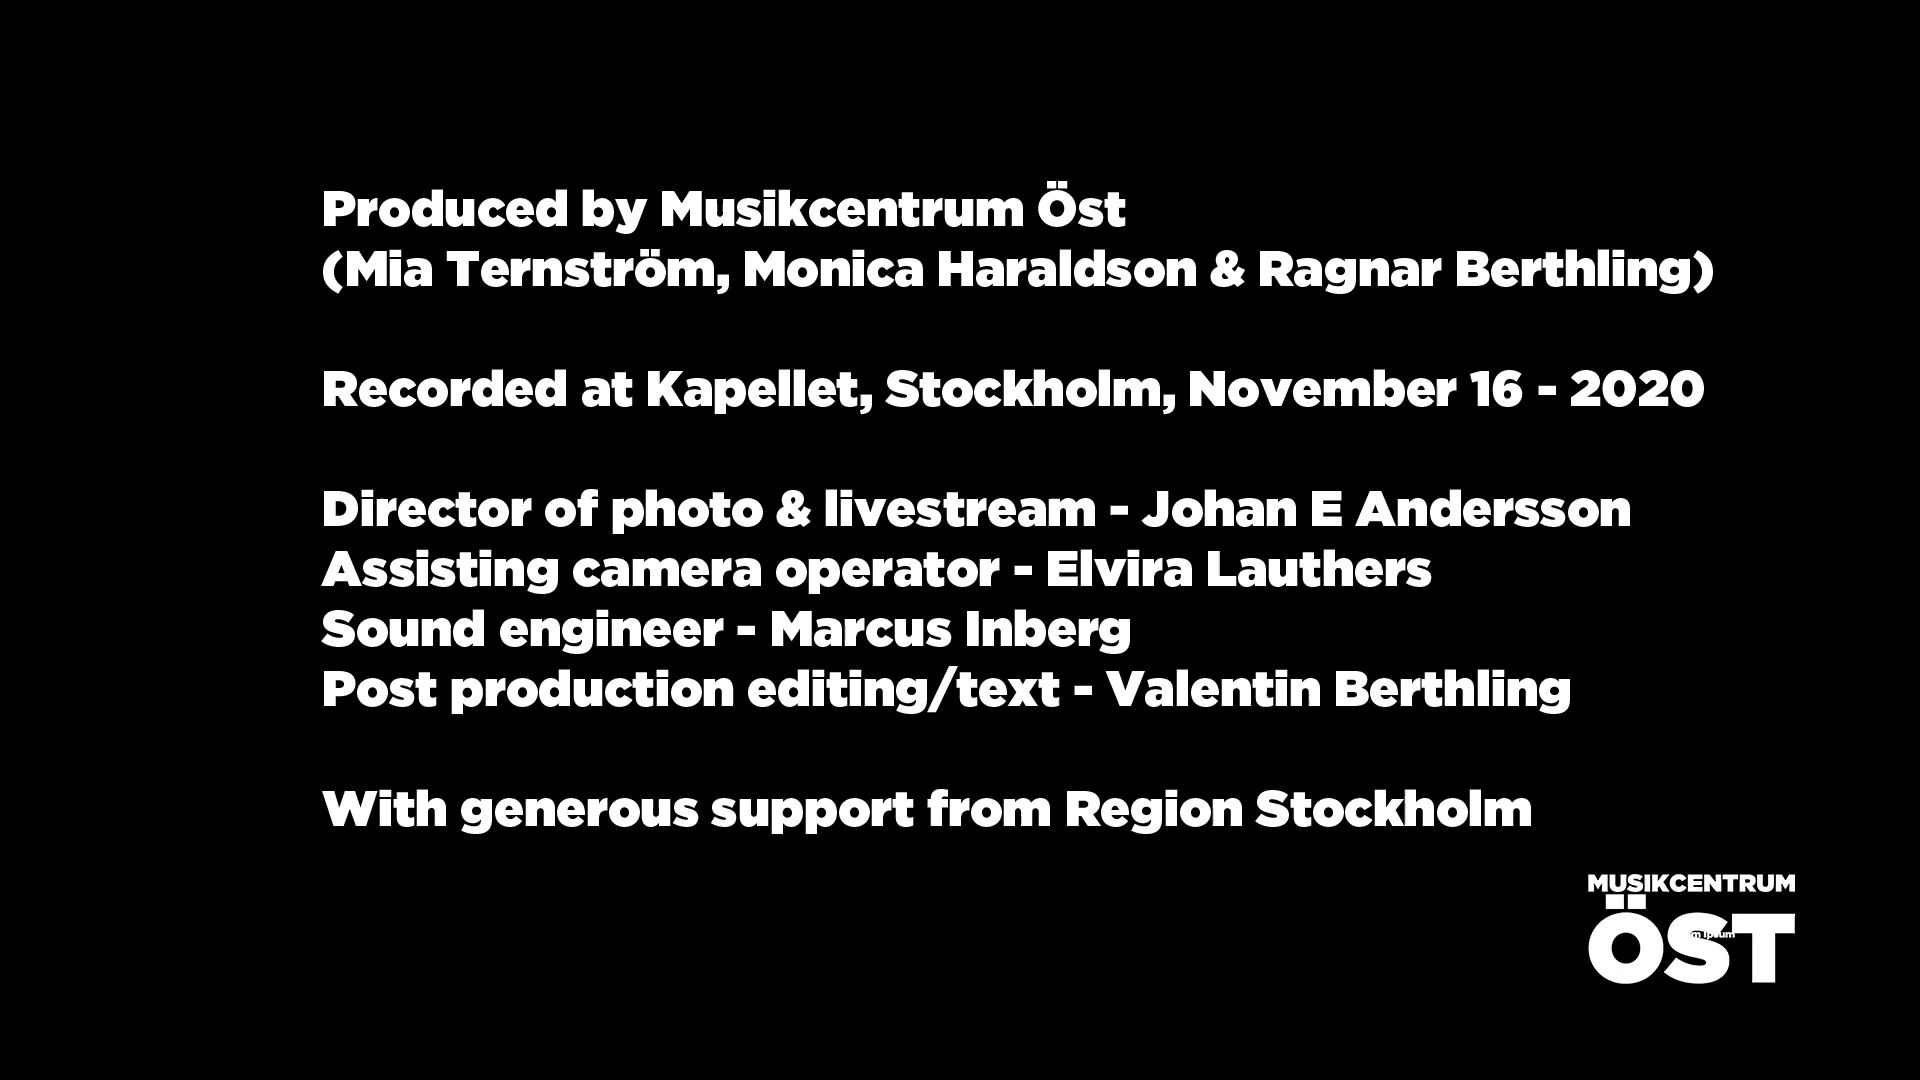 Produced by Musikcentrum Öst
(Mia Ternström, Monica Haraldson & Ragnar Berthling)
Recorded at Kapellet, Stockholm, November 16 - 2020
Director of photo & livestream - Johan E Andersson
Assisting camera operator - Elvira Lauthers
Sound engineer - Marcus Inberg
Post production editing/text - Valentin Berthling
With generous support from Region Stockholm
MUSIKCENTRUM
ÖST